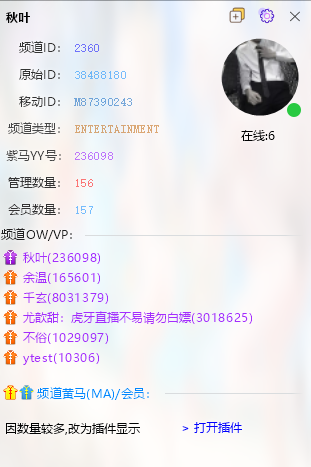 秋叶
频道ID: 2360
原始ID: 38488180
移动ID: M87390243
频道类型: ENTERTAINMENT
紫马YY号: 236098
管理数量: 156
会员数量: 157
在线:6
频道OW/VP:
秋叶(236098)
余温(165601)
千玄(8031379)
尤歆甜：虎牙直播不易请勿白嫖(3018625)
不俗(1029097)
ytest(10306)
频道黄马(MA)/会员:
因数量较多,改为插件显示 > 打开插件